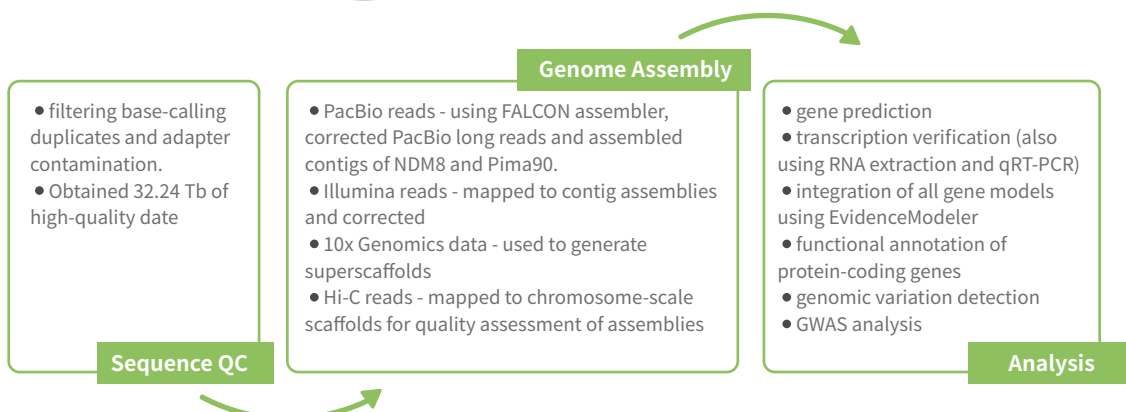 • filtering base-calling
duplicates and adapter
contamination.
• Obtained 32.24 Tb of
high-quality date
Sequence QC
Genome Assembly
• PacBio reads - using FALCON assembler,
corrected PacBio long reads and assembled
contigs of NDM8 and Pima90.
• Illumina reads - mapped to contig assemblies
and corrected
• 10x Genomics data - used to generate
superscaffolds
• Hi-C reads - mapped to chromosome-scale
scaffolds for quality assessment of assemblies
• gene prediction
• transcription verification (also
using RNA extraction and qRT-PCR)
• integration of all gene models
using EvidenceModeler
• functional annotation of
protein-coding genes
• genomic variation detection
• GWAS analysis
Analysis